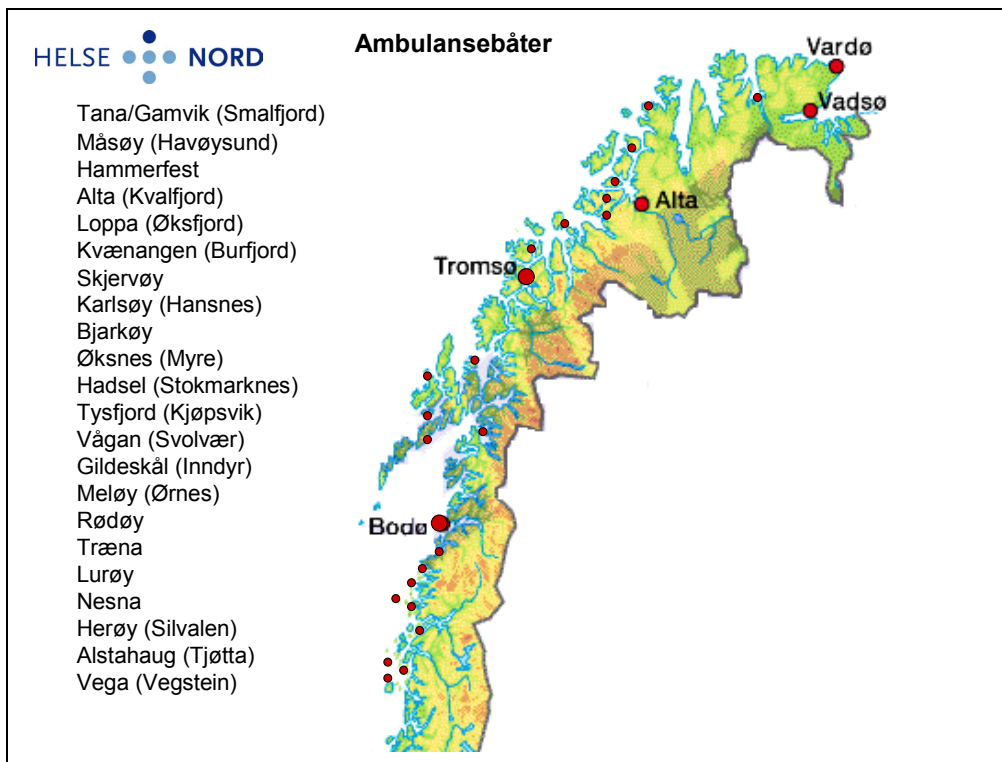 HELSE NORD
Ambulansebåter
Tana/Gamvik (Smalfjord)
Måsøy (Havøysund)
Hammerfest
Alta (Kvalfjord)
Loppa (Øksfjord)
Kvænangen (Burfjord)
Skjervøy
Karlsøy (Hansnes)
Bjarkøy
Øksnes (Myre)
Hadsel (Stokmarknes)
Tysfjord (Kjøpsvik)
Vågan (Svolvær)
Gildeskål (Inndyr)
Meløy (Ørnes)
Rødøy
Træna
Lurøy
Nesna
Herøy (Silvalen)
Alstahaug (Tjøtta)
Vega (Vegstein)
Vardø
Vadsø
Alta
Tromsø
Bodø